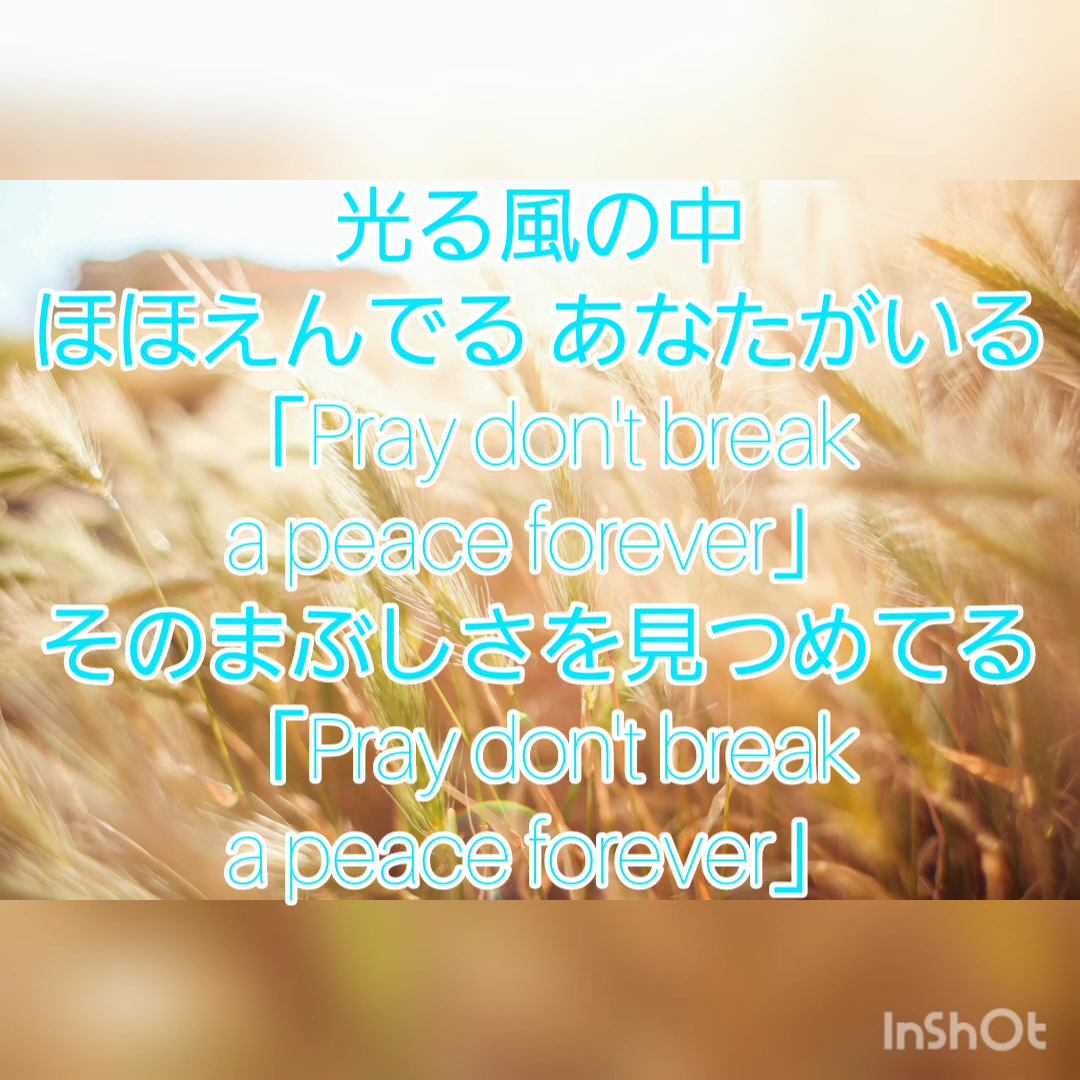 光る風の中
ほほえんでる あなたがいる
「Pray don't break
a peace forever」
そのまぶしさを見つめてる
「Pray don't break
a peace forever」
InShOt